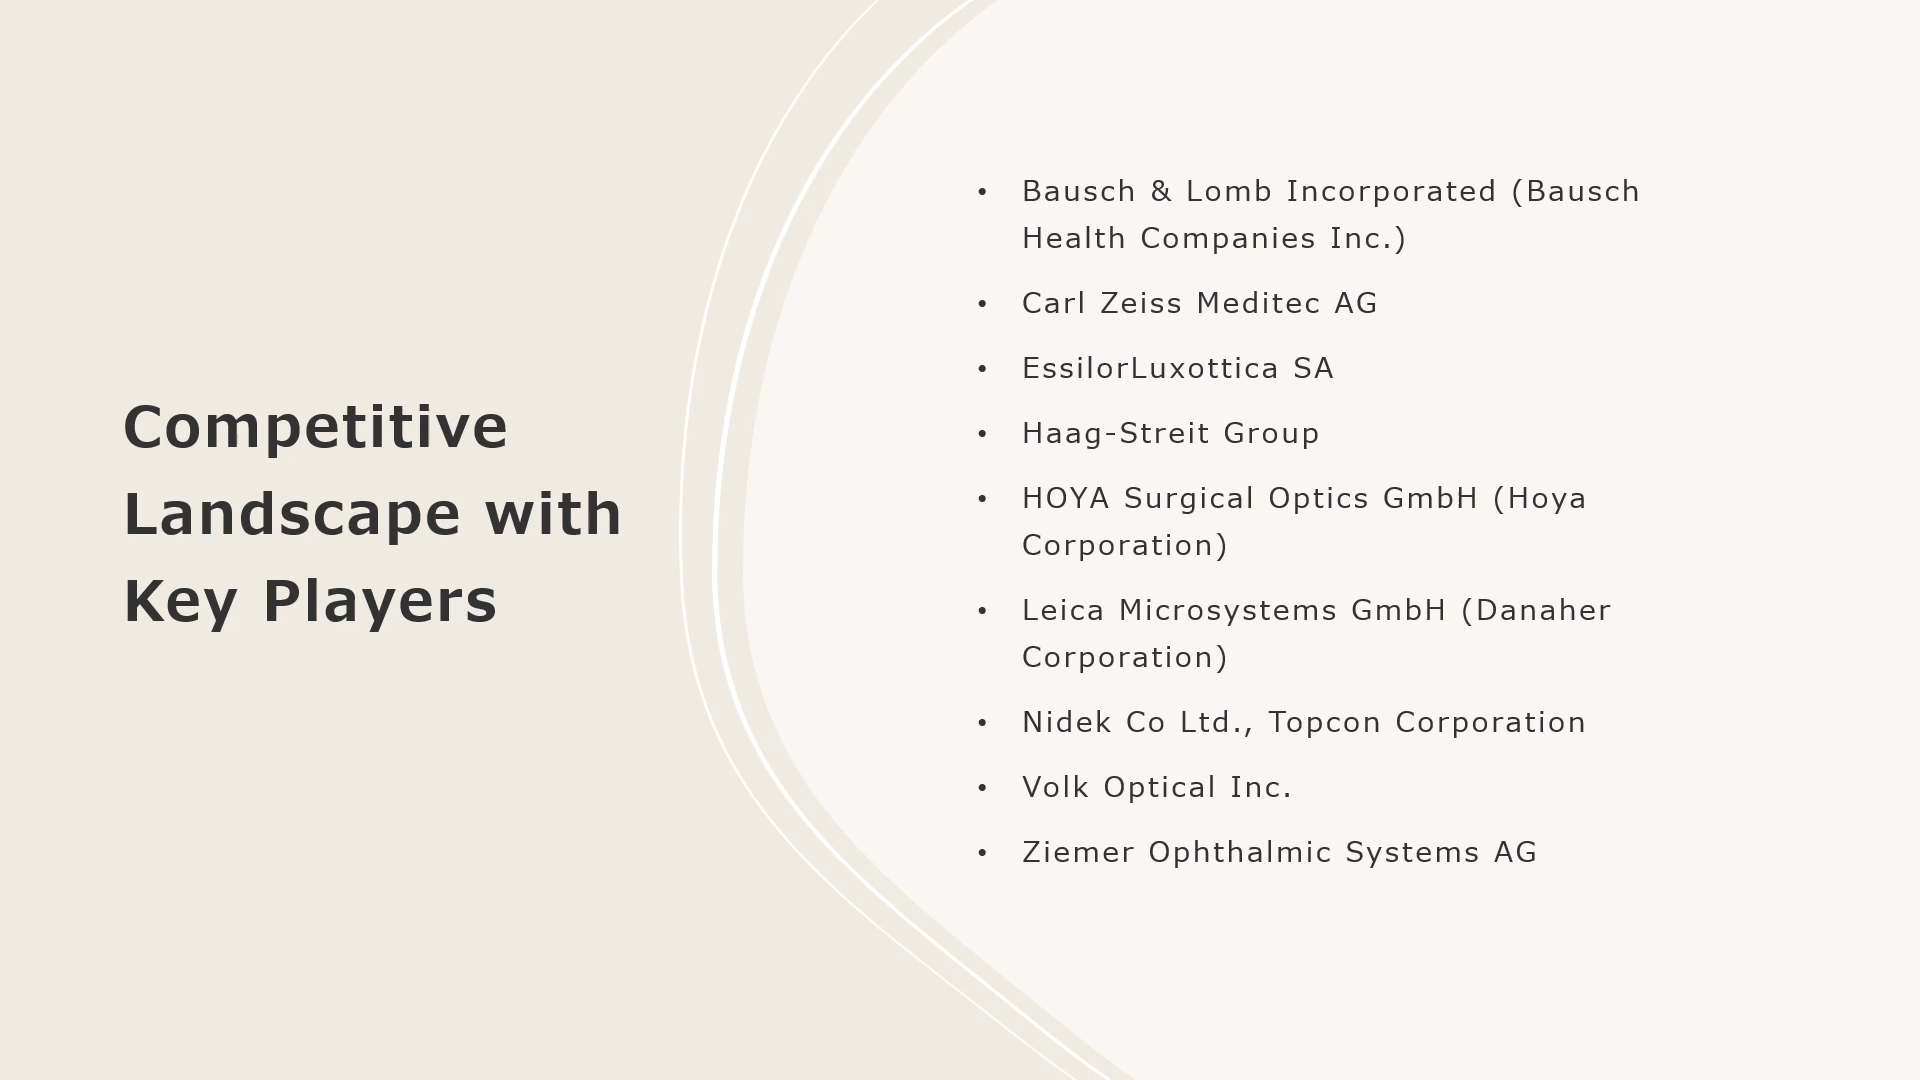 Competitive
Landscape with
Key Players
• Bausch & Lomb Incorporated (Bausch
Health Companies Inc.)
• Carl Zeiss Meditec AG
• EssilorLuxottica SA
• Haag-Streit Group
• HOYA Surgical Optics GmbH (Hoya
Corporation)
• Leica Microsystems GmbH (Danaher
Corporation)
• Nidek Co Ltd., Topcon Corporation
• Volk Optical Inc.
• Ziemer Ophthalmic Systems AG